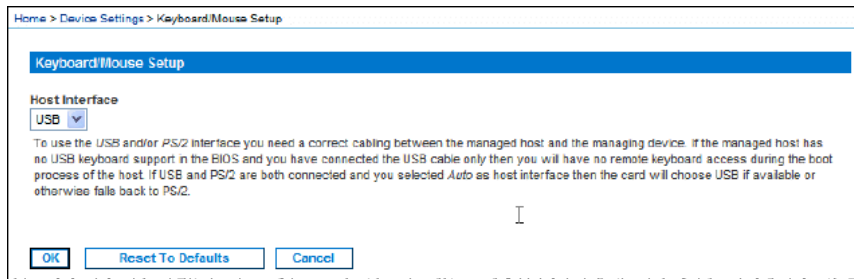 Home > Device Settings > Keyboard/Mouse Setup
Keyboard/Mouse Setup
Host Interface
USB
To use the USB and/or PS/2 interface you need a correct cabling between the managed host and the managing device. If the managed host has
no USB keyboard support in the BIOS and you have connected the USB cable only then you will have no remote keyboard access during the boot
process of the host. If USB and PS/2 are both connected and you selected Auto as host interface then the card will choose USB if available or
otherwise falls back to PS/2.
OK Reset To Defaults Cancel